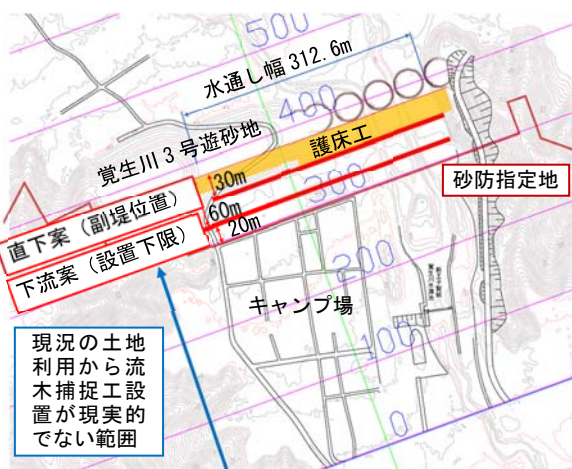 500
水通し幅 312.6m
400
覚生川3号遊砂地
護床工
30m
300
砂防指定地
直下案（副堤位置）
60m
下流案（設置下限）
20m
200
キャンプ場
現況の土地
利用から流
木捕捉工設
置が現実的
でない範囲
100
0